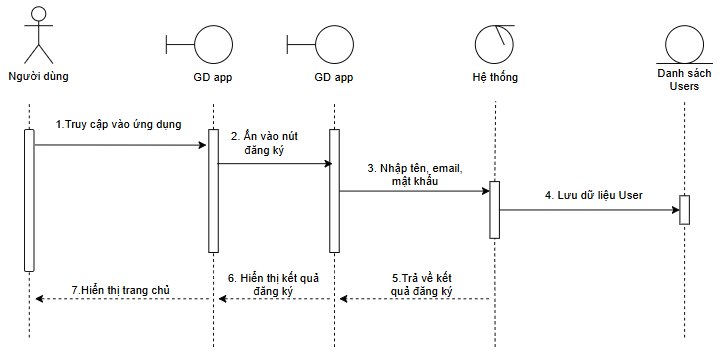 Người dùng
GD app
GD app
Hệ thống
Danh sách
Users
1.Truy cập vào ứng dụng
2. Ấn vào nút
đăng ký
3. Nhập tên, email,
mật khẩu
4. Lưu dữ liệu User
7.Hiển thị trang chủ
6. Hiển thị kết quả
đăng ký
5.Trả về kết
quả đăng ký